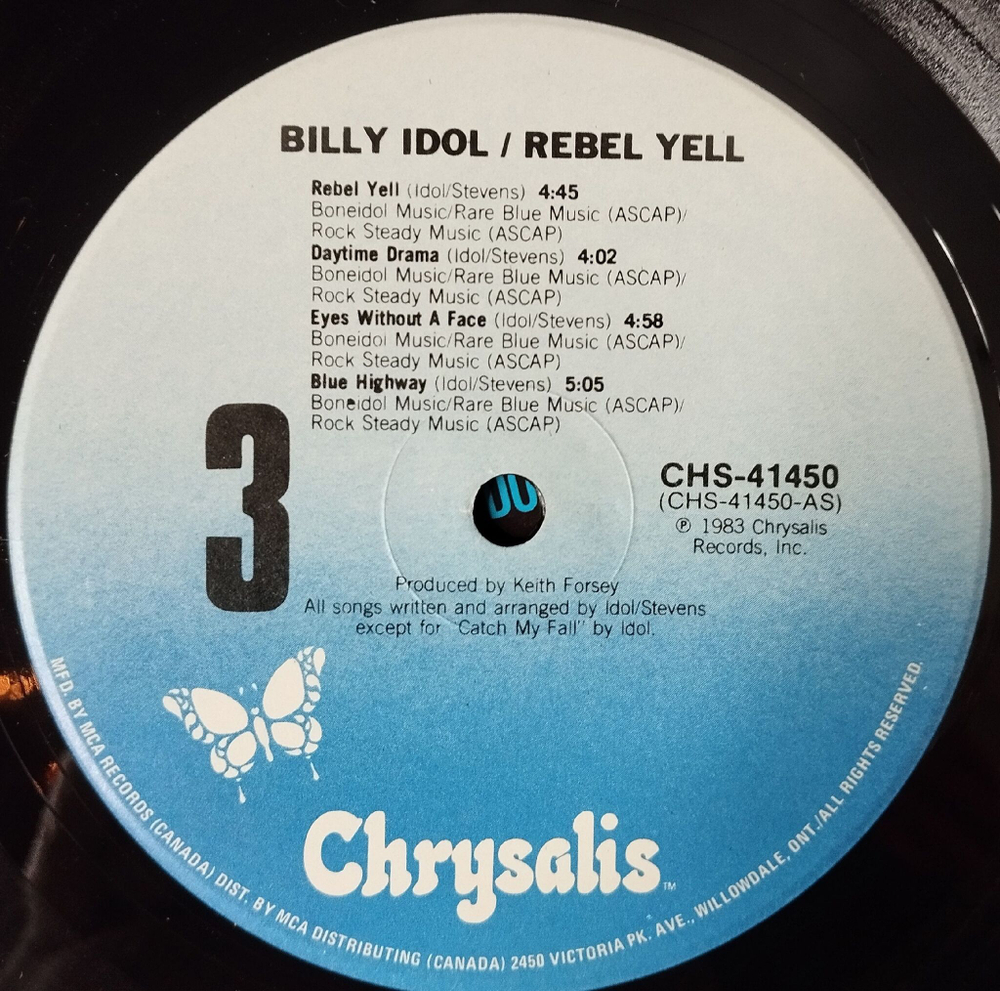 BILLY IDOL / REBEL YELL
Rebel Yell (Idol/Stevens) 4:45
Boneidol Music/Rare Blue Music (ASCAP)/
Rock Steady Music (ASCAP)
Daytime Drama (Idol/Stevens) 4:02
Boneidol Music/Rare Blue Music (ASCAP)/
Rock Steady Music (ASCAP)
Eyes Without A Face (Idol/Stevens) 4:58
Boneidol Music/Rare Blue Music (ASCAP)/
Rock Steady Music (ASCAP)
Blue Highway (Idol/Stevens) 5:05
Boneidol Music/Rare Blue Music (ASCAP)/
Rock Steady Music (ASCAP)
3
CHS-41450
(CHS-41450-AS)
℗ 1983 Chrysalis
Records, Inc.
Produced by Keith Forsey
All songs written and arranged by Idol/Stevens
except for "Catch My Fall" by Idol.
Chrysalis™
MFD. BY MCA RECORDS (CANADA) DIST. BY MCA DISTRIBUTING (CANADA) 2450 VICTORIA PK. AVE., WILLOWDALE, ONT./ALL RIGHTS RESERVED.